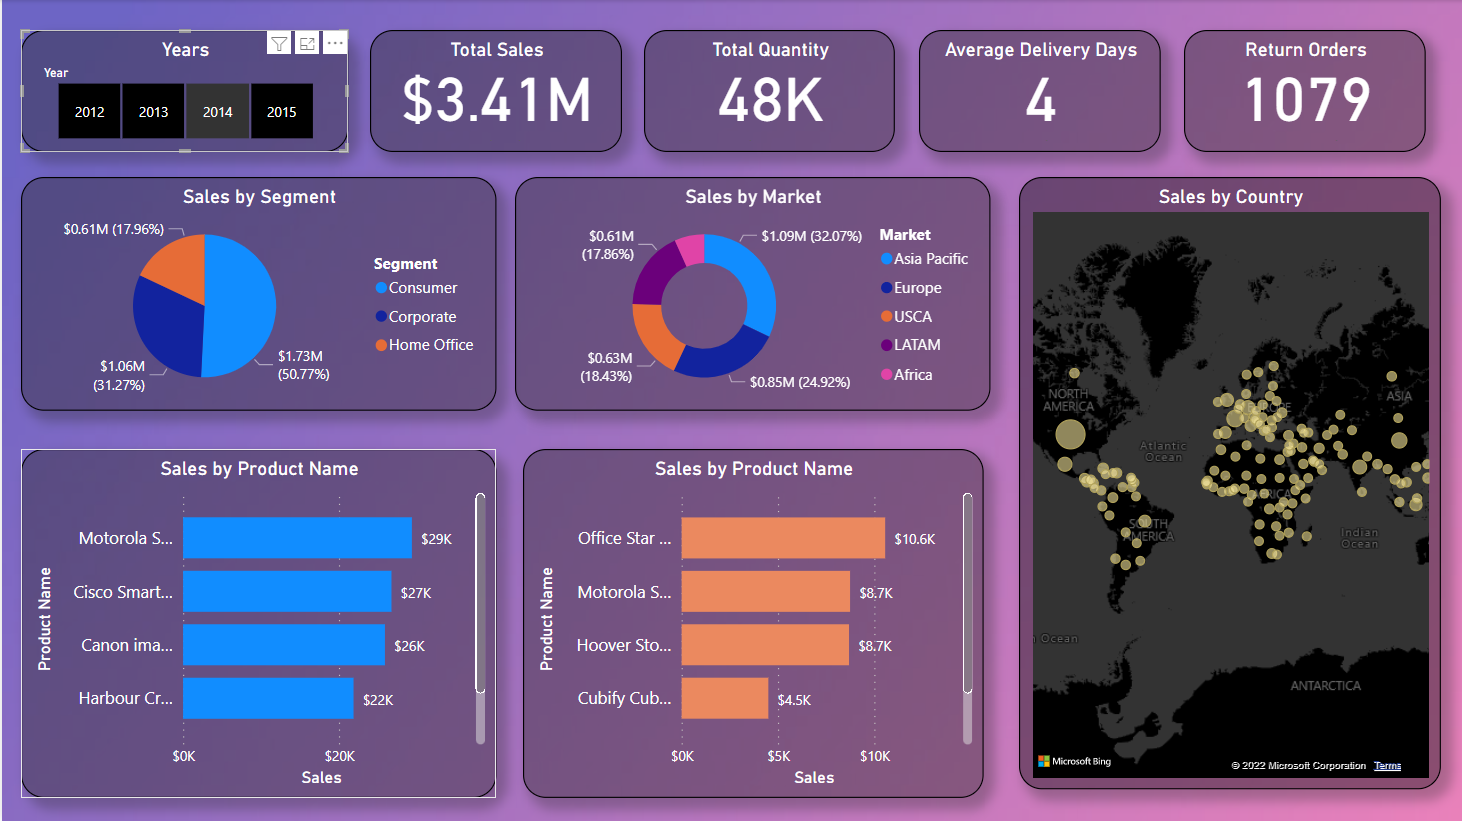 Years
Year
2012
2013
2014
2015
Total Sales
$3.41M
Total Quantity
48K
Average Delivery Days
4
Return Orders
1079
Sales by Segment
$0.61M (17.96%)
$1.06M
(31.27%)
$1.73M
(50.77%)
Segment
Consumer
Corporate
Home Office
Sales by Market
$0.61M
(17.86%)
$1.09M (32.07%)
$0.63M
(18.43%)
$0.85M (24.92%)
Market
Asia Pacific
Europe
USCA
LATAM
Africa
Sales by Country
NORTH
AMERICA
EUROPE
ASIA
Atlantic
Ocean
AFRICA
SOUTH
AMERICA
Indian
Ocean
Ocean
ANTARCTICA
Microsoft Bing
© 2022 Microsoft Corporation Terms
Sales by Product Name
Product Name
Motorola S...
$29K
Cisco Smart...
$27K
Canon ima...
$26K
Harbour Cr...
$22K
$0K
$20K
Sales
Sales by Product Name
Product Name
Office Star ...
$10.6K
Motorola S...
$8.7K
Hoover Sto...
$8.7K
Cubify Cub...
$4.5K
$0K
$5K
$10K
Sales